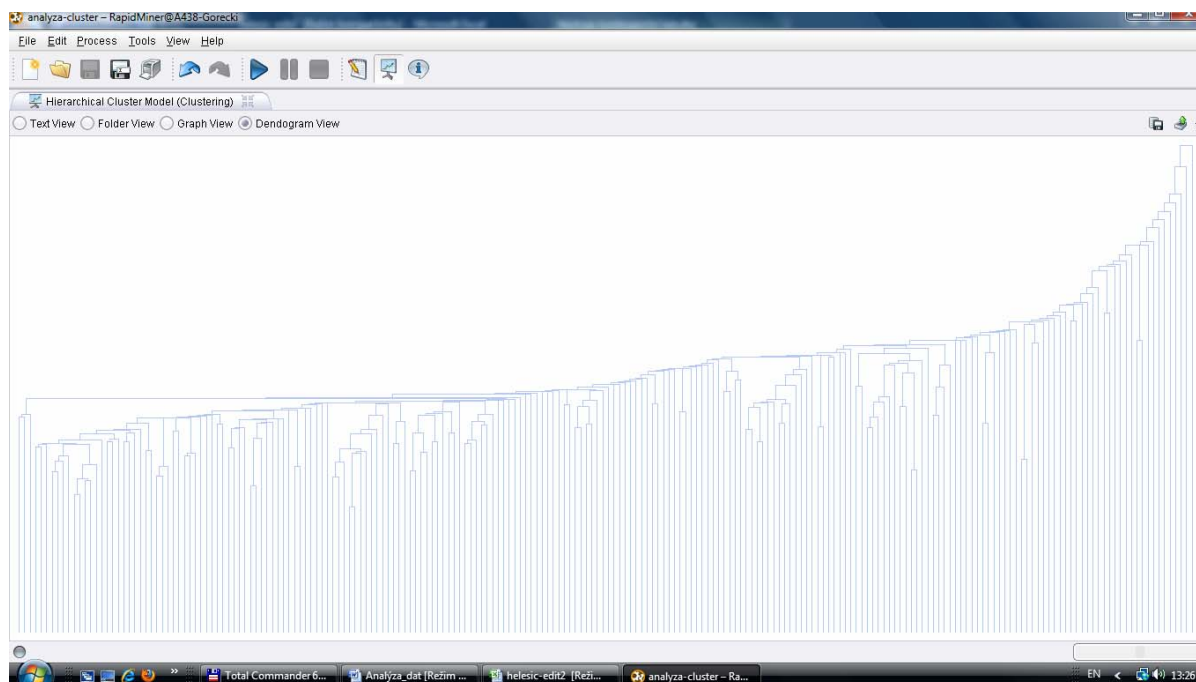 analyza-cluster – RapidMiner@A438-Gorecki
File Edit Process Tools View Help
Hierarchical Cluster Model (Clustering)
Text View Folder View Graph View Dendogram View
Total Commander 6... Analýza_dat [Režim ... helesic-edit2 [Reži... analyza-cluster – Ra... EN 13:26